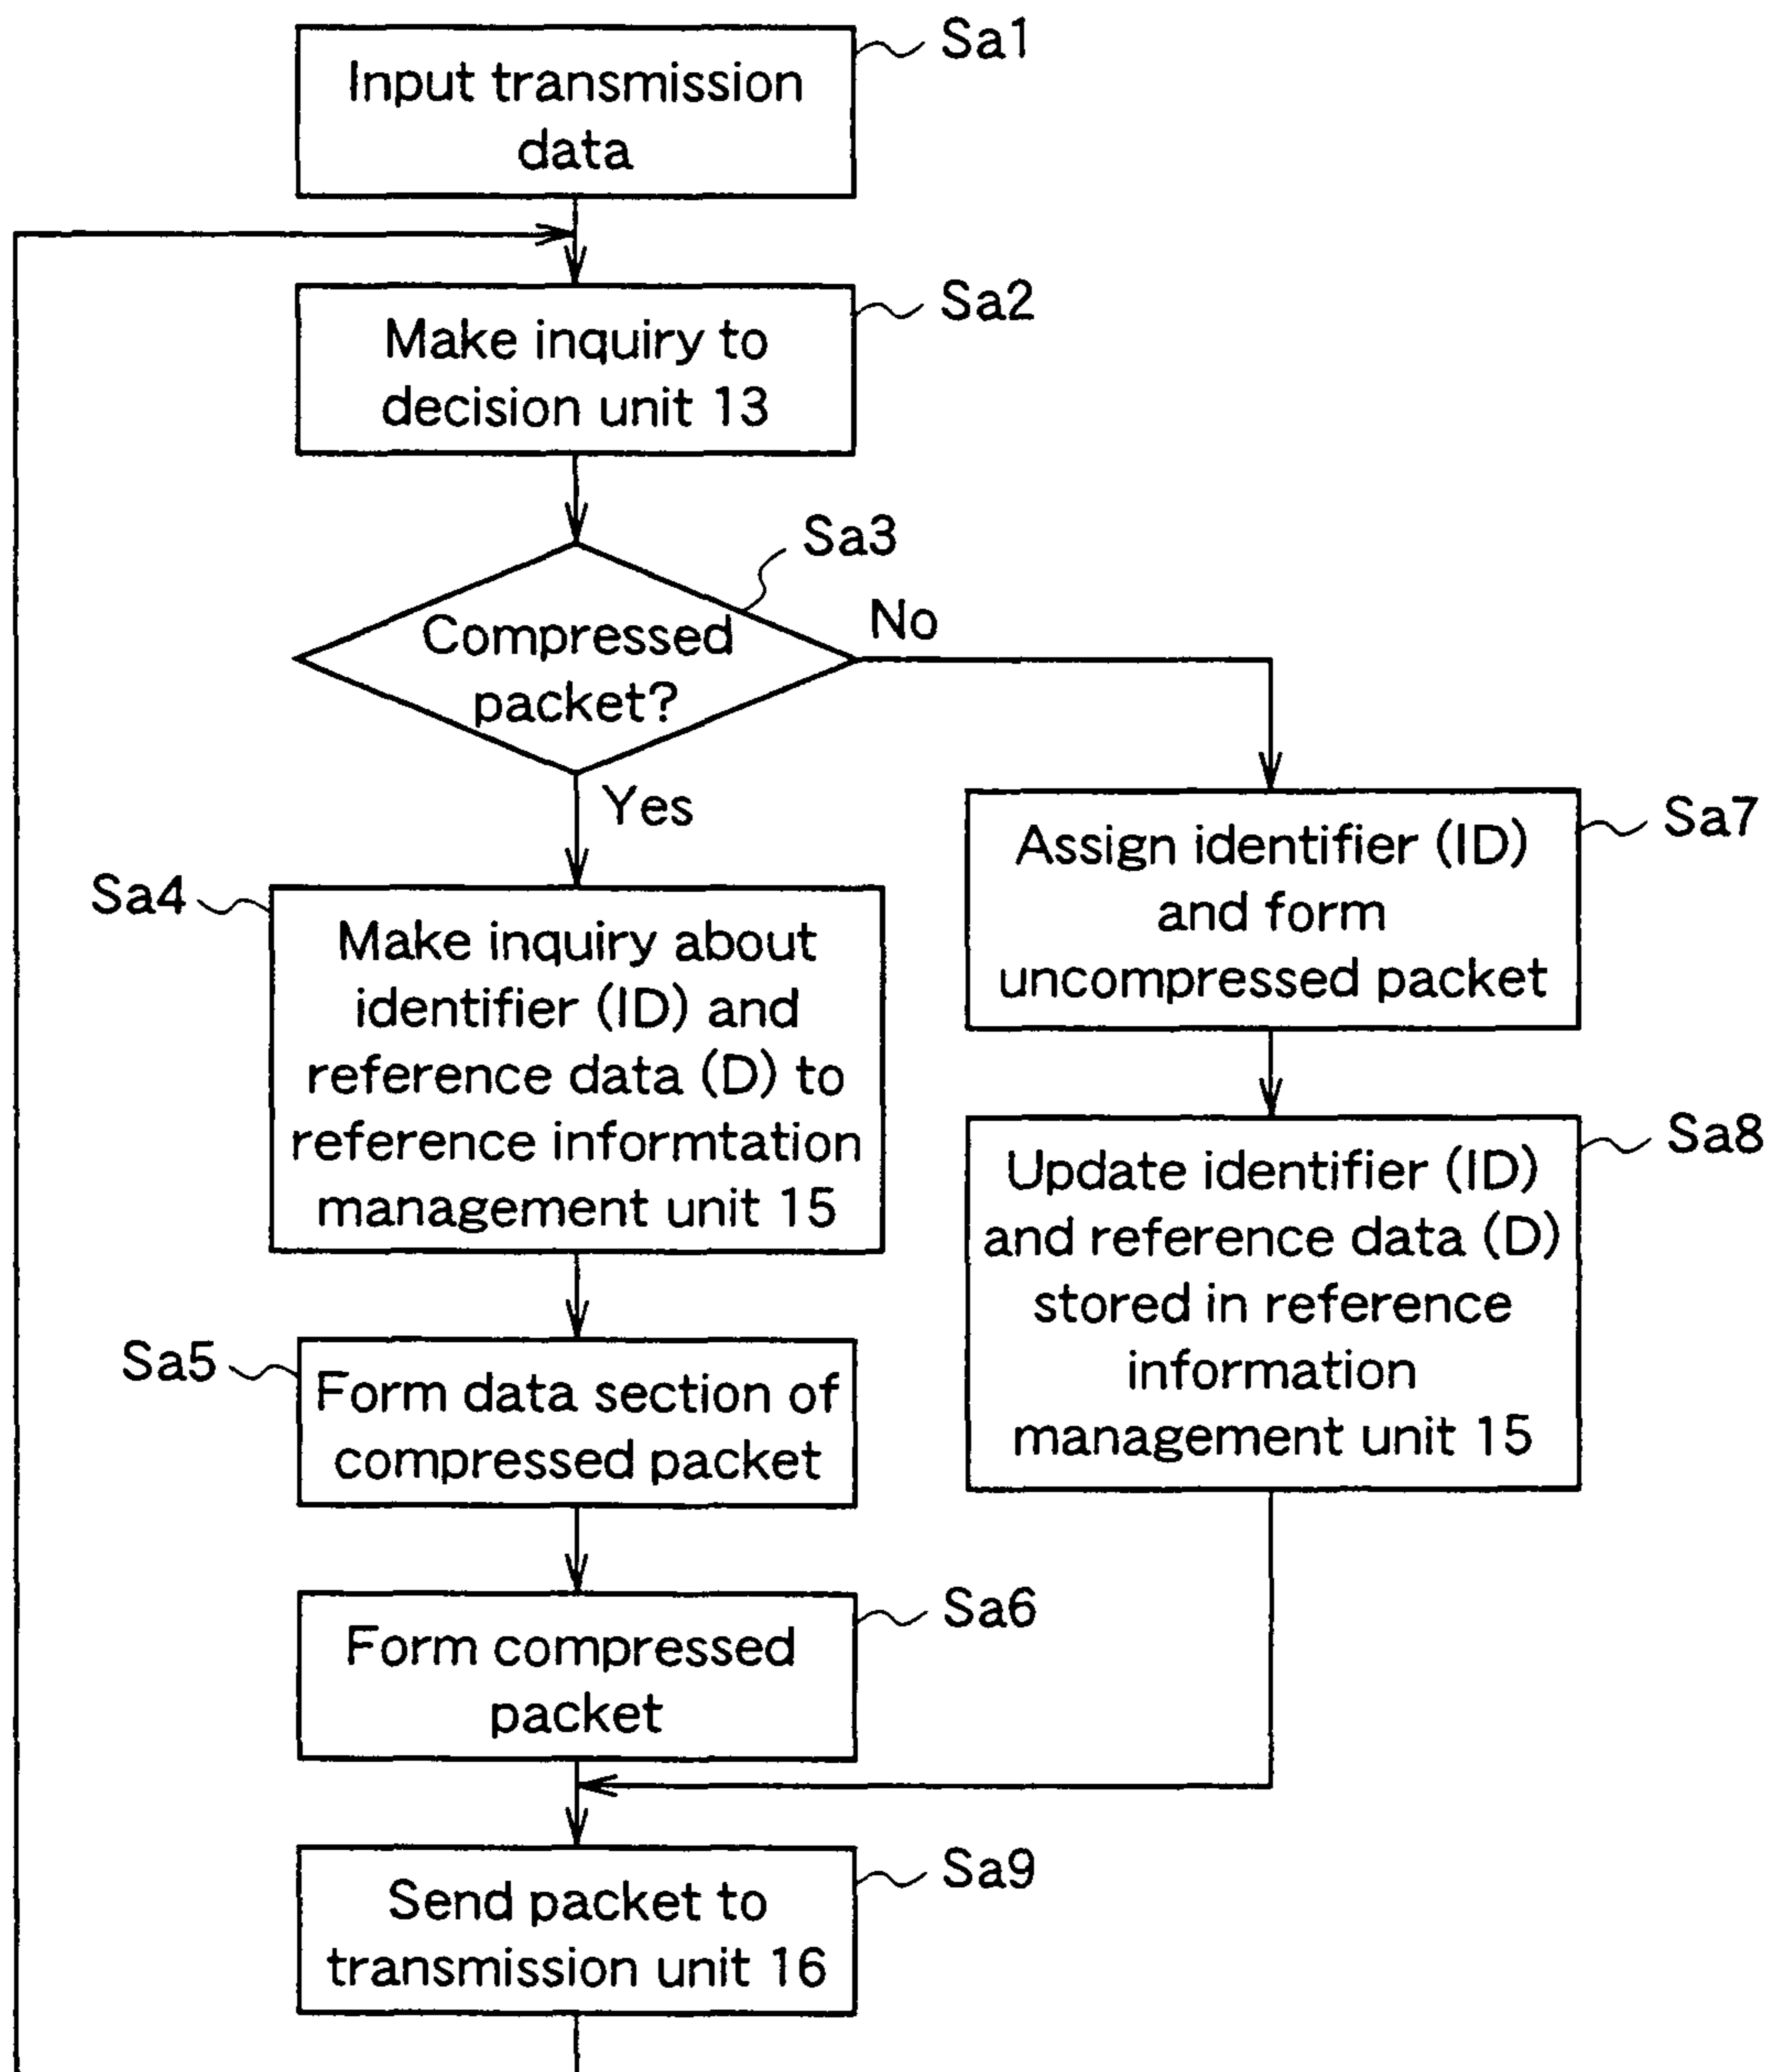 Sa1
Input transmission
data
Sa2
Make inquiry to
decision unit 13
Sa3
Compressed
packet?
No
Yes
Sa4
Make inquiry about
identifier (ID) and
reference data (D) to
reference informtation
management unit 15
Sa5
Form data section of
compressed packet
Sa6
Form compressed
packet
Sa7
Assign identifier (ID)
and form
uncompressed packet
Sa8
Update identifier (ID)
and reference data (D)
stored in reference
information
management unit 15
Sa9
Send packet to
transmission unit 16